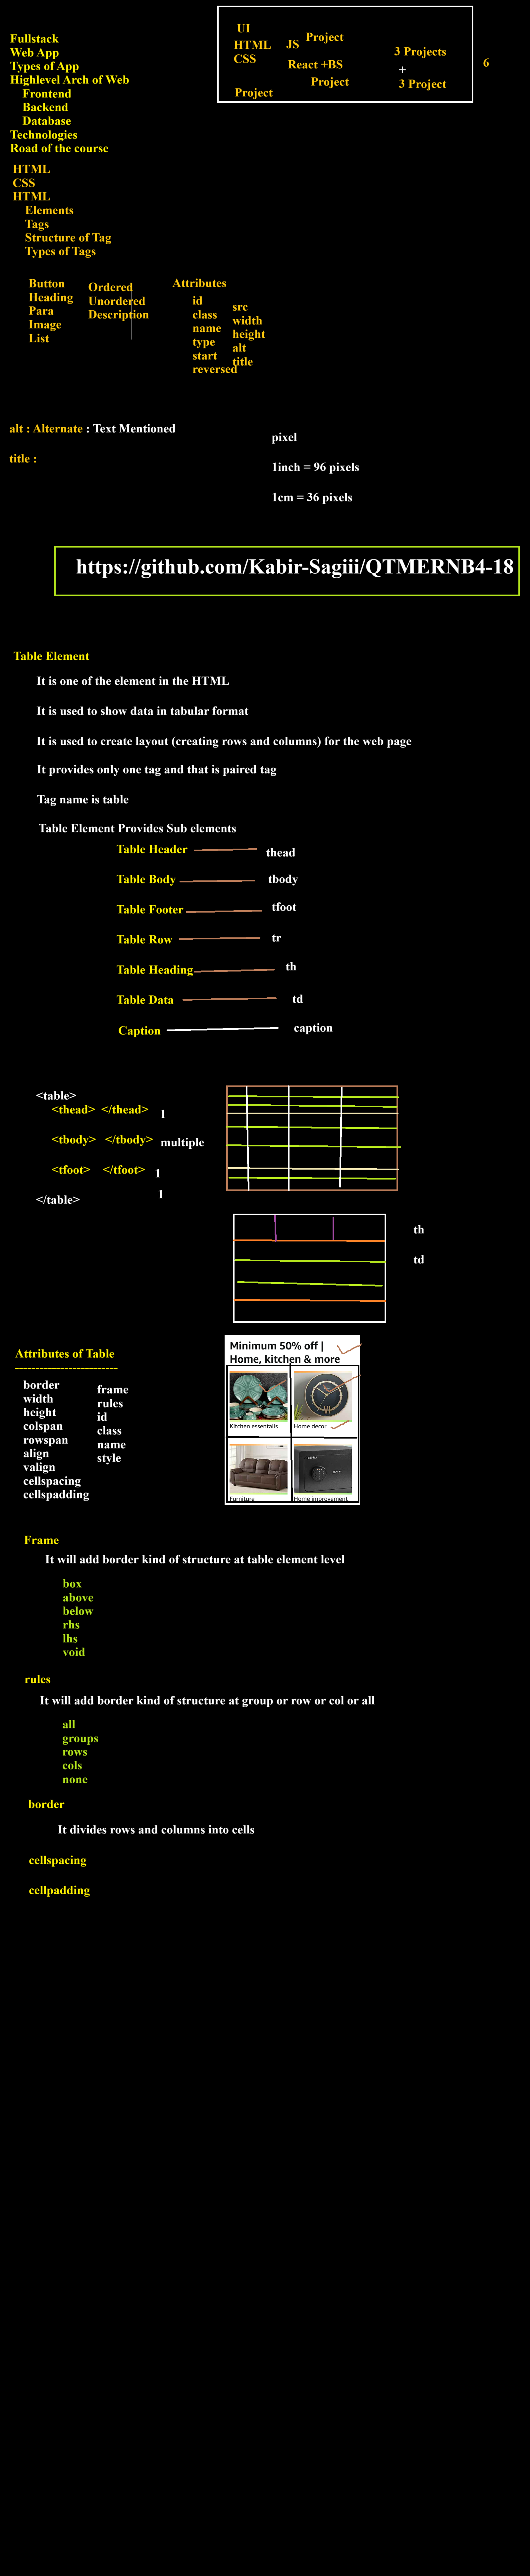 Fullstack
Web App
Types of App
Highlevel Arch of Web
Frontend
Backend
Database
Technologies
Road of the course
UI
HTML
CSS
Project
JS
Project
React +BS
Project
3 Projects
+
3 Project
6
HTML
CSS
HTML
Elements
Tags
Structure of Tag
Types of Tags
Button
Heading
Para
Image
List
Ordered
Unordered
Description
Attributes
id
class
name
type
start
reversed
src
width
height
alt
title
alt : Alternate : Text Mentioned
title :
pixel
1inch = 96 pixels
1cm = 36 pixels
https://github.com/Kabir-Sagiii/QTMERNB4-18
Table Element
It is one of the element in the HTML
It is used to show data in tabular format
It is used to create layout (creating rows and columns) for the web page
It provides only one tag and that is paired tag
Tag name is table
Table Element Provides Sub elements
Table Header thead
Table Body tbody
Table Footer tfoot
Table Row tr
Table Heading th
Table Data td
Caption caption
<table>
<thead> </thead> 1
<tbody> </tbody> multiple
<tfoot> </tfoot> 1
</table> 1
th
td
Attributes of Table
-------------------------
border
width
height
colspan
rowspan
align
valign
cellspacing
cellspadding
frame
rules
id
class
name
style
Minimum 50% off |
Home, kitchen & more
Kitchen essentails Home decor
Furniture Home improvement
Frame
It will add border kind of structure at table element level
box
above
below
rhs
lhs
void
rules
It will add border kind of structure at group or row or col or all
all
groups
rows
cols
none
border
It divides rows and columns into cells
cellspacing
cellpadding